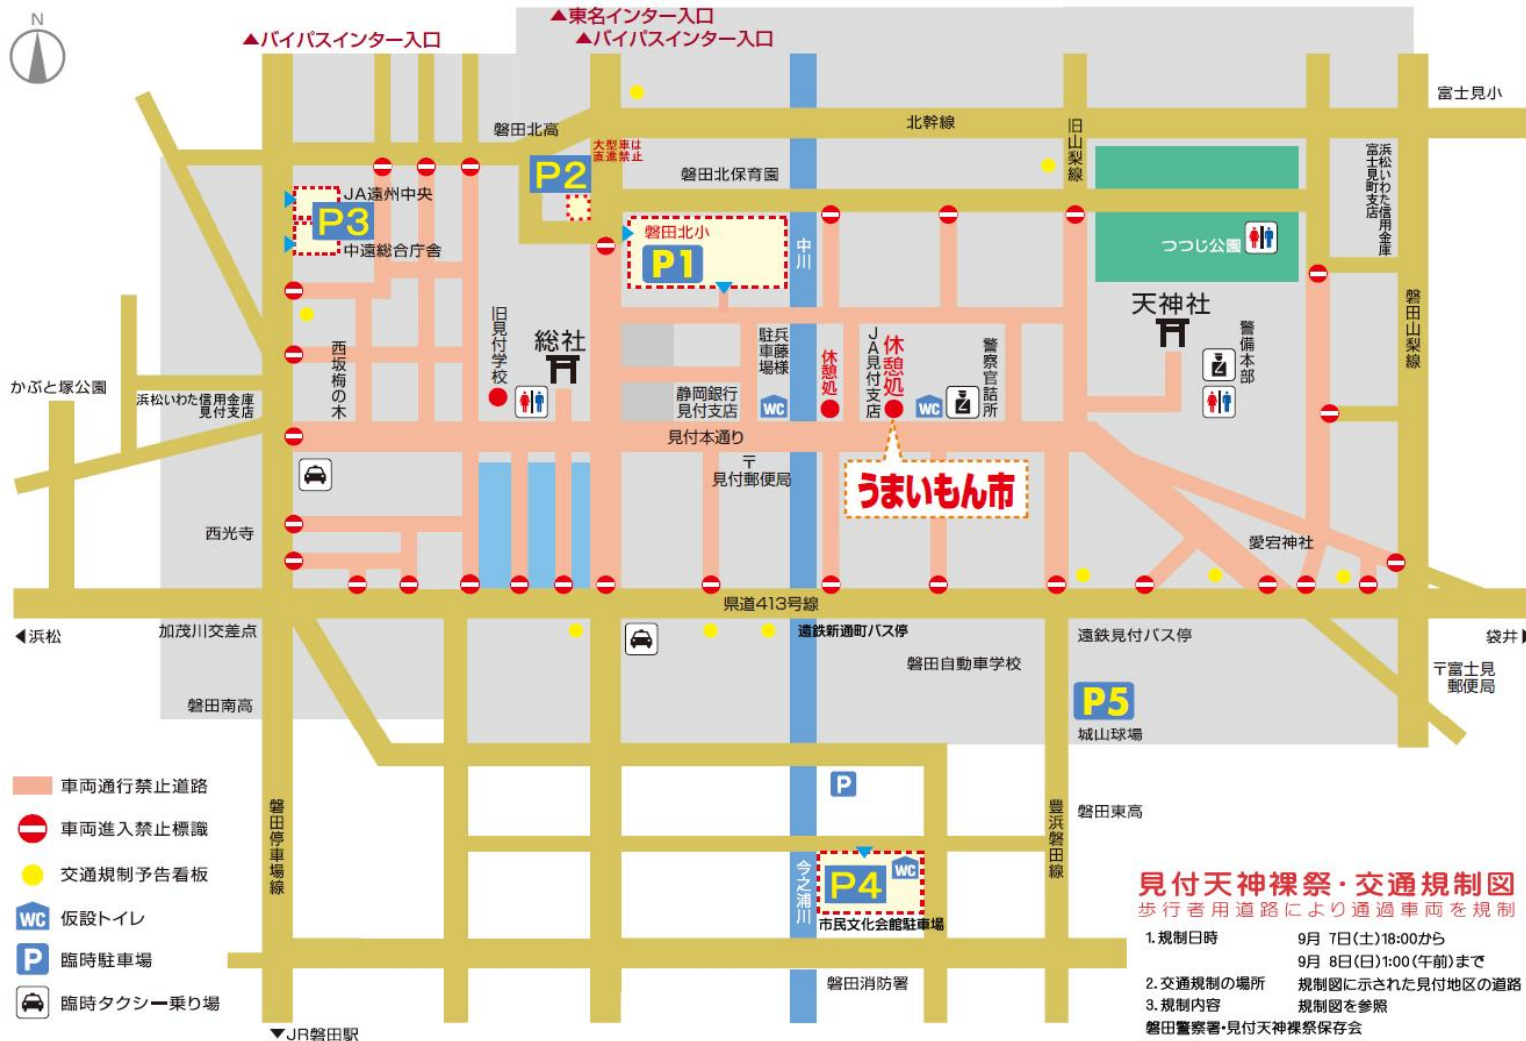 N
▲東名インター入口
▲バイパスインター入口
▲バイパスインター入口
富士見小
磐田北高
大型車は
直進禁止
北幹線
旧山梨線
P2
磐田北保育園
浜松いわた信用金庫
富士見町支店
JA遠州中央
P3
中遠総合庁舎
磐田北小
P1
中川
つつじ公園
天神社
磐田山梨線
旧見付学校
総社
西坂梅の木
兵藤様
駐車場
休憩処
JA見付支店
休憩処
警察官詰所
警備本部
かぶと塚公園
浜松いわた信用金庫
見付支店
静岡銀行
見付支店
WC
WC
見付本通り
〒
見付郵便局
うまいもん市
西光寺
愛宕神社
県道413号線
◀浜松
加茂川交差点
遠鉄新通町バス停
遠鉄見付バス停
袋井▶
磐田自動車学校
〒富士見
郵便局
磐田南高
P5
城山球場
P
磐田停車場線
豊浜磐田線
磐田東高
今之浦川
P4
WC
市民文化会館駐車場
磐田消防署
▼JR磐田駅
車両通行禁止道路
車両進入禁止標識
交通規制予告看板
WC 仮設トイレ
P 臨時駐車場
臨時タクシー乗り場
見付天神裸祭・交通規制図
歩行者用道路により通過車両を規制
1.規制日時 9月 7日(土)18:00から
9月 8日(日)1:00(午前)まで
2.交通規制の場所 規制図に示された見付地区の道路
3.規制内容 規制図を参照
磐田警察署・見付天神裸祭保存会